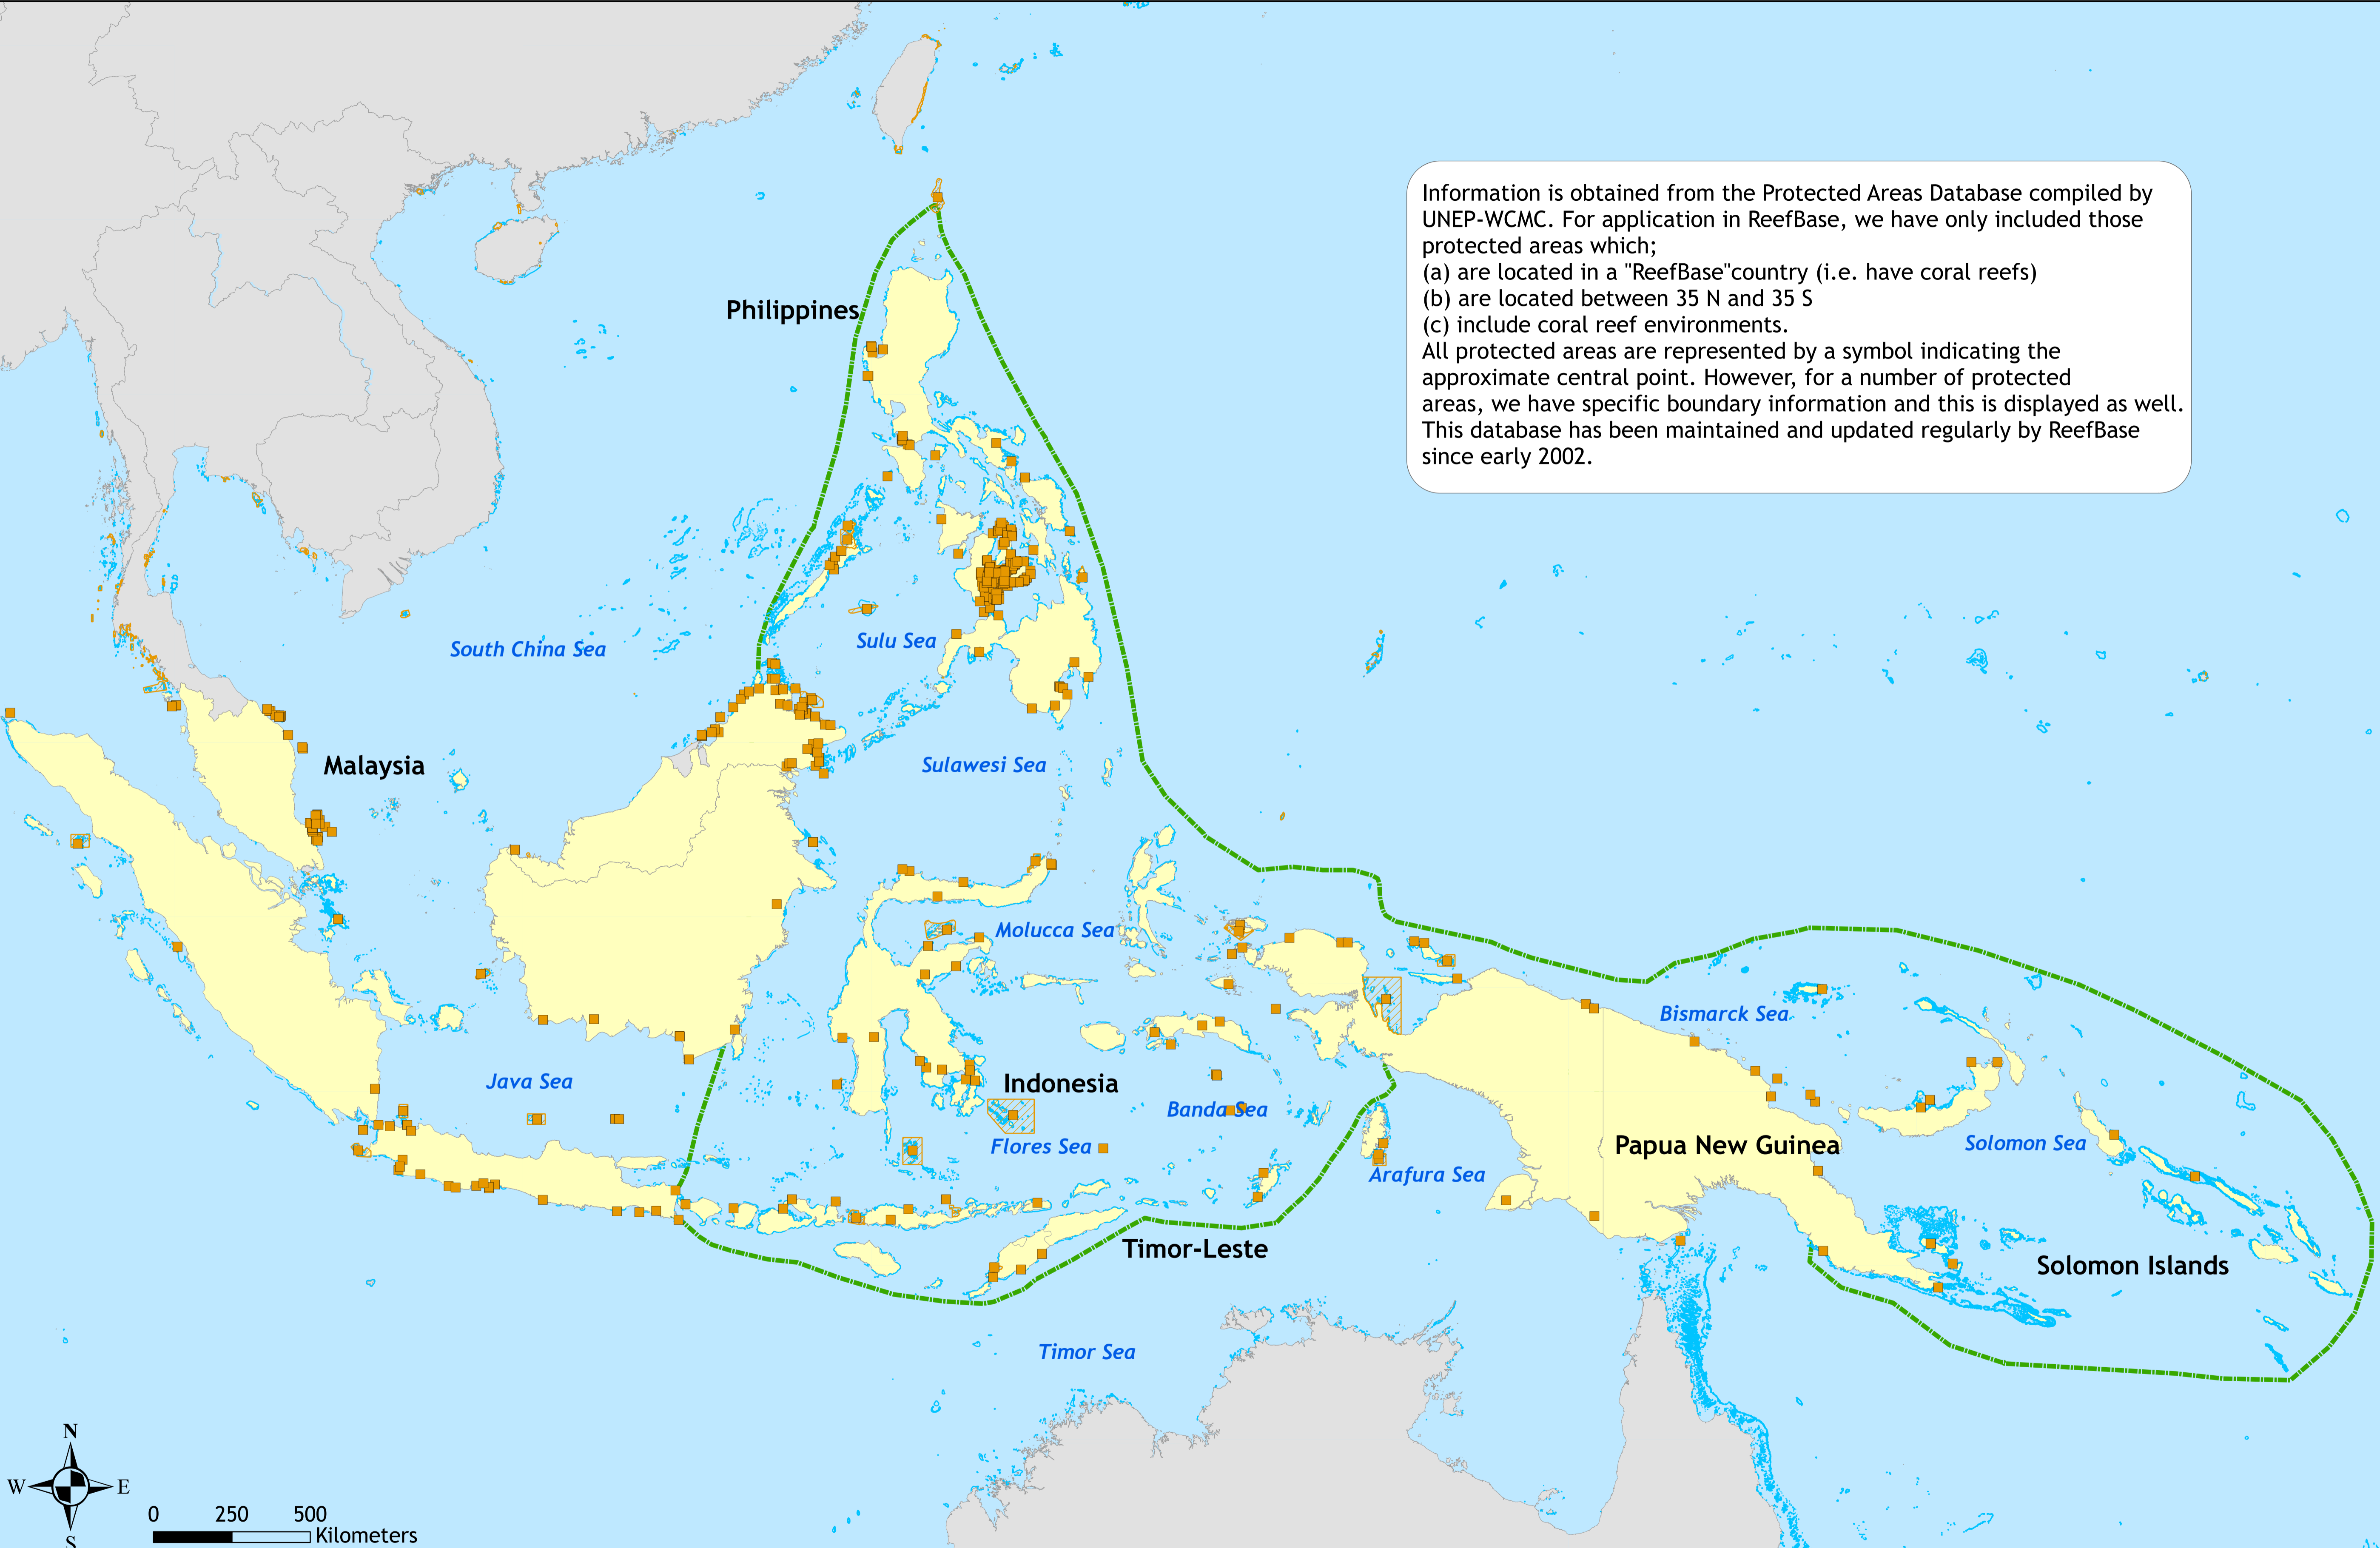 Information is obtained from the Protected Areas Database compiled by
UNEP-WCMC. For application in ReefBase, we have only included those
protected areas which;
(a) are located in a "ReefBase"country (i.e. have coral reefs)
(b) are located between 35 N and 35 S
(c) include coral reef environments.
All protected areas are represented by a symbol indicating the
approximate central point. However, for a number of protected
areas, we have specific boundary information and this is displayed as well.
This database has been maintained and updated regularly by ReefBase
since early 2002.
Philippines
South China Sea
Sulu Sea
Malaysia
Sulawesi Sea
Molucca Sea
Bismarck Sea
Java Sea
Indonesia
Banda Sea
Flores Sea
Papua New Guinea
Solomon Sea
Arafura Sea
Timor-Leste
Solomon Islands
Timor Sea
N
W
E
S
0 250 500
Kilometers